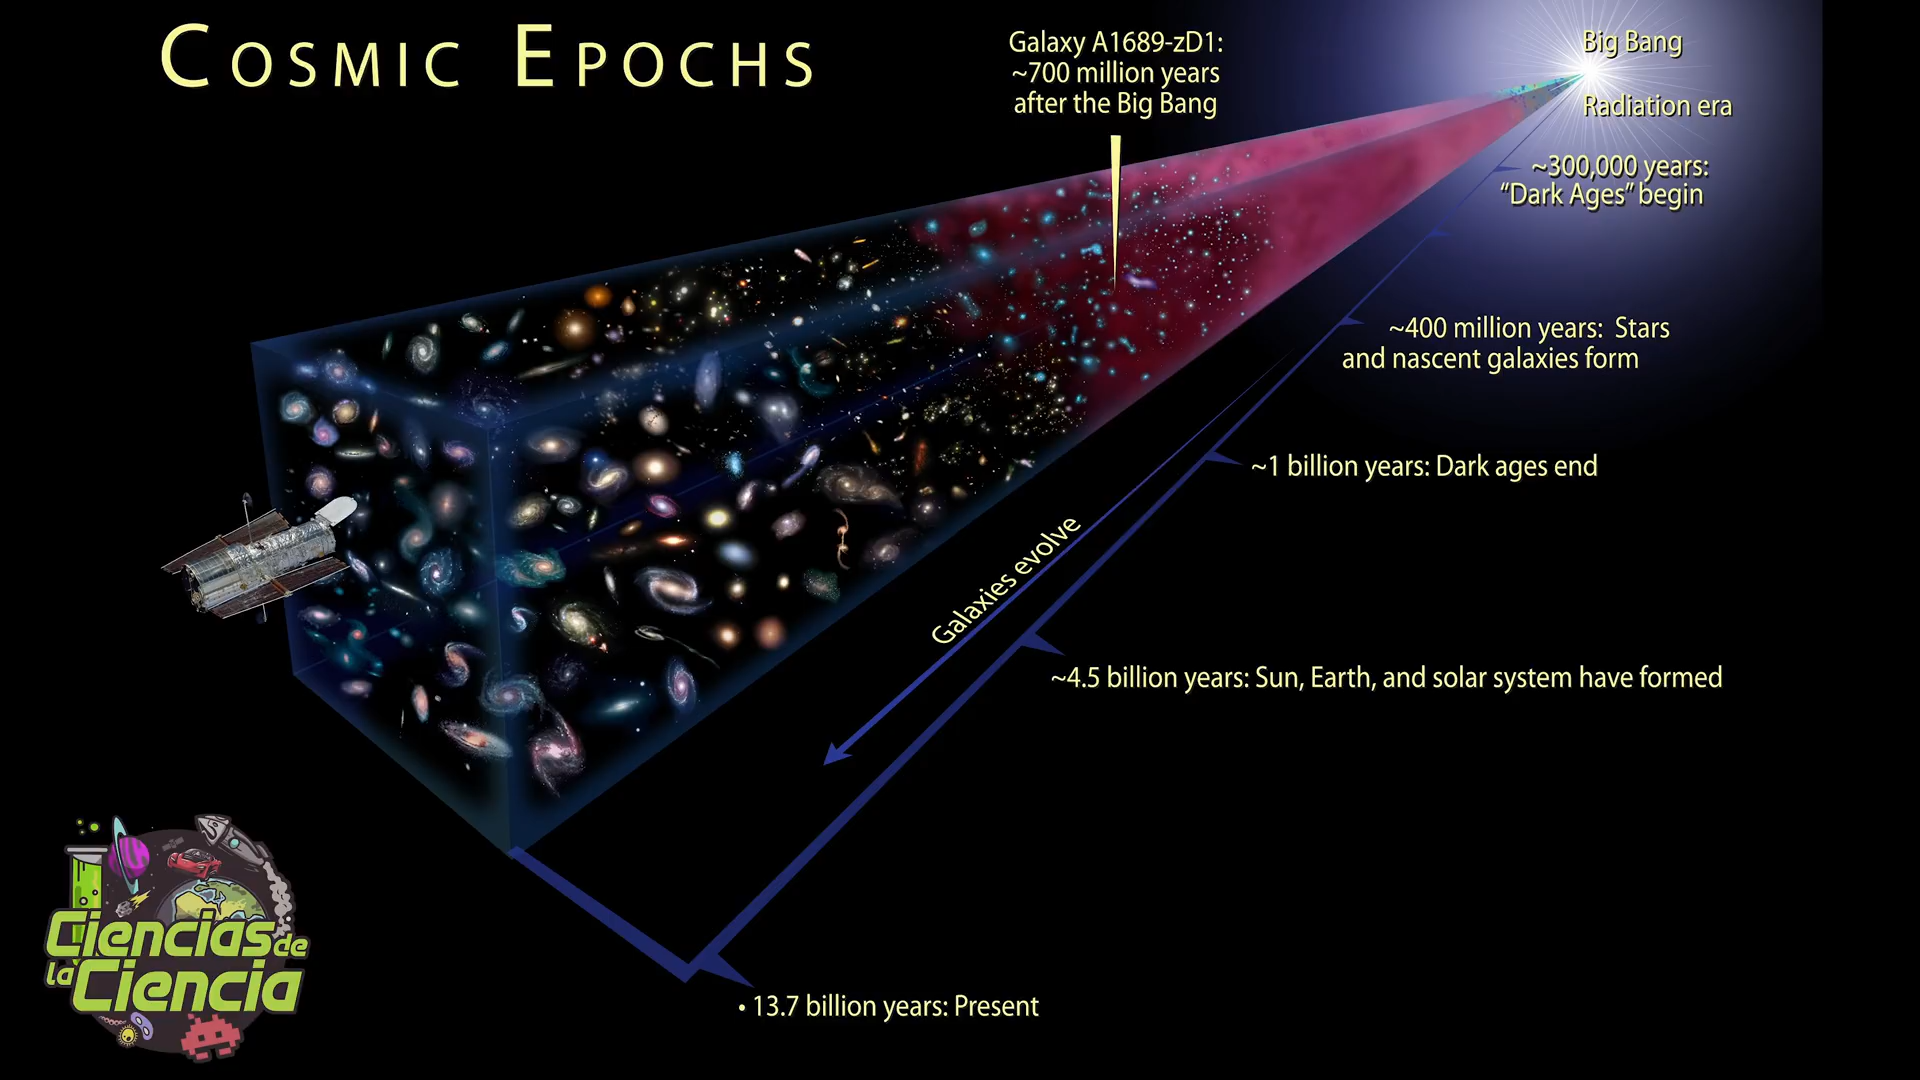 COSMIC EPOCHS
Galaxy A1689-zD1:
~700 million years
after the Big Bang
Big Bang
Radiation era
~300,000 years:
“Dark Ages” begin
~400 million years: Stars
and nascent galaxies form
~1 billion years: Dark ages end
Galaxies evolve
~4.5 billion years: Sun, Earth, and solar system have formed
• 13.7 billion years: Present
Ciencias de
la Ciencia